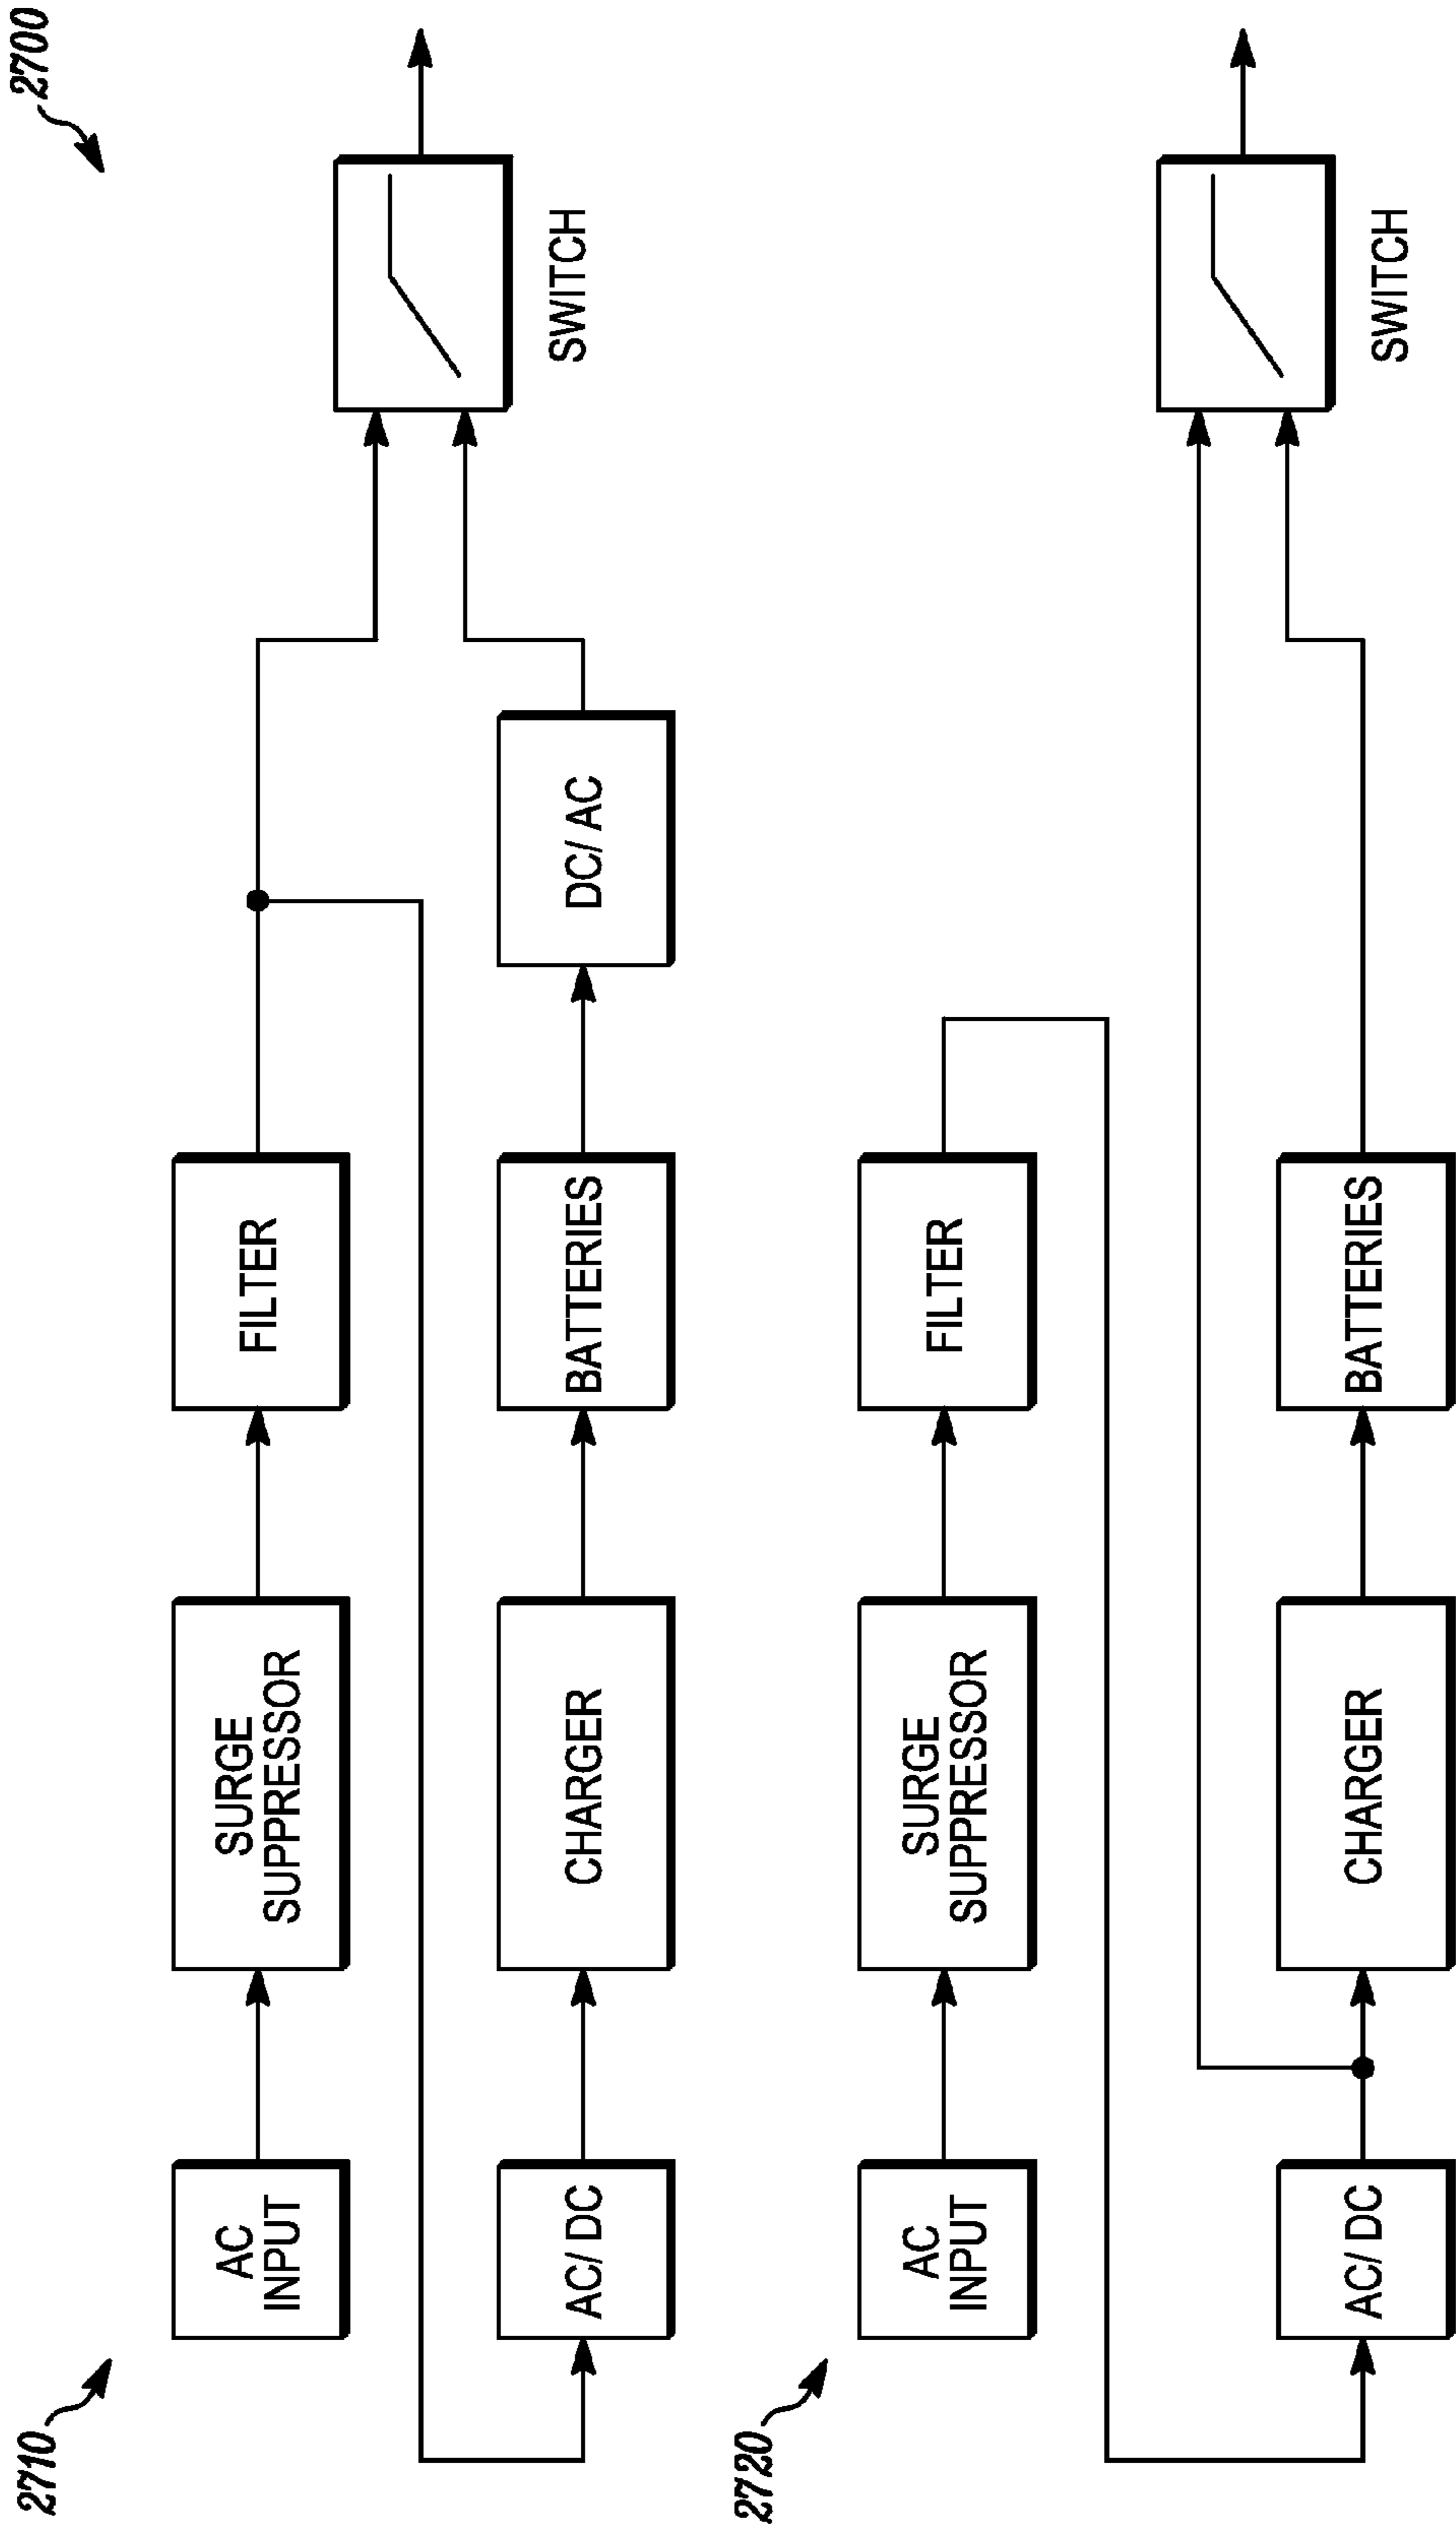 2700
2710
AC
INPUT
SURGE
SUPPRESSOR
FILTER
SWITCH
AC/ DC
CHARGER
BATTERIES
DC/ AC
2720
AC
INPUT
SURGE
SUPPRESSOR
FILTER
SWITCH
AC/ DC
CHARGER
BATTERIES